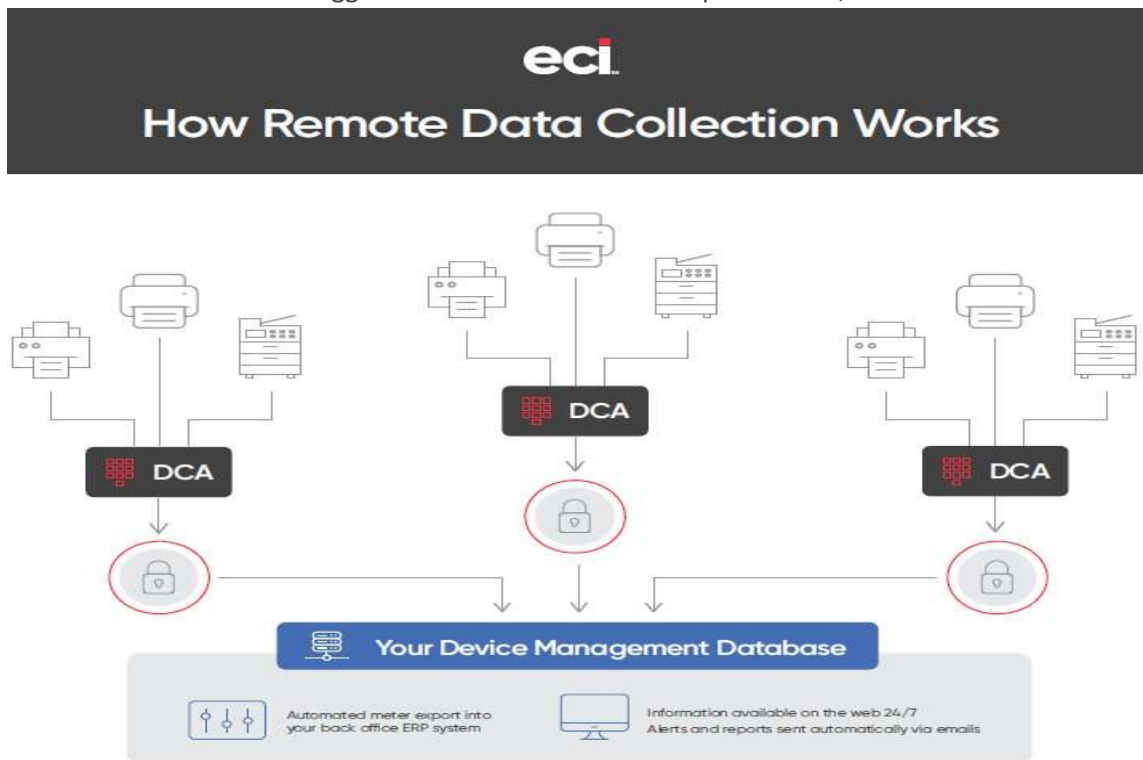 eci
How Remote Data Collection Works
DCA
DCA
DCA
Your Device Management Database
Automated meter export into
your back office ERP system
Information available on the web 24/7
Alerts and reports sent automatically via emails